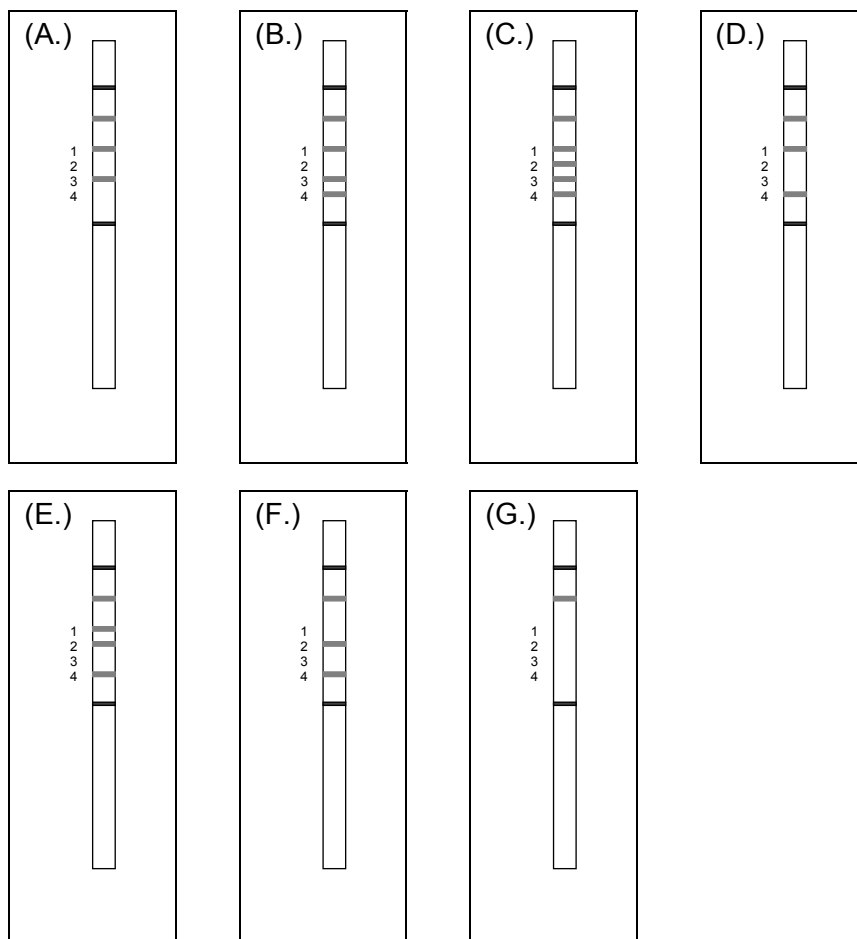 (A.) (B.) (C.) (D.)
1 1 1 1
2 2 2 2
3 3 3 3
4 4 4 4
(E.) (F.) (G.)
1 1 1
2 2 2
3 3 3
4 4 4